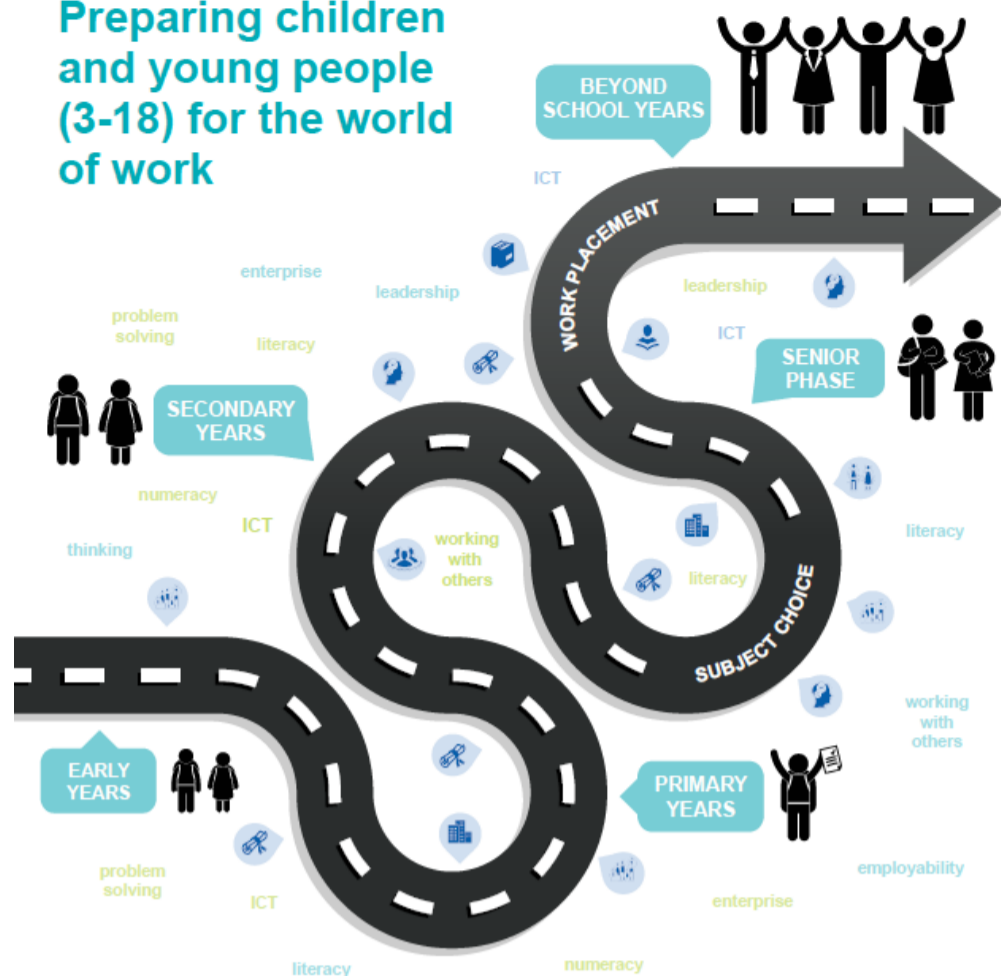 Preparing children
and young people
(3-18) for the world
of work
BEYOND
SCHOOL YEARS
ICT
WORK PLACEMENT
enterprise
leadership
leadership
problem
solving
literacy
ICT
SENIOR
PHASE
SECONDARY
YEARS
numeracy
ICT
thinking
working
with
others
literacy
literacy
SUBJECT CHOICE
working
with
others
EARLY
YEARS
PRIMARY
YEARS
problem
solving
ICT
employability
enterprise
literacy
numeracy